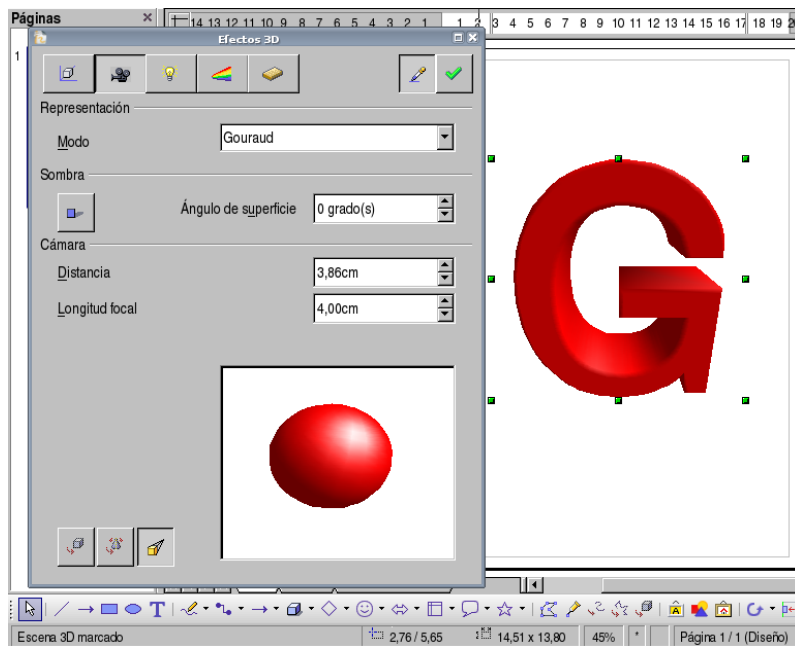 Páginas ×
14 13 12 11 10 9 8 7 6 5 4 3 2 1 1 2 3 4 5 6 7 8 9 10 11 12 13 14 15 16 17 18 19
Efectos 3D
1
Representación
Modo Gouraud
Sombra
Ángulo de superficie 0 grado(s)
Cámara
Distancia 3,86cm
Longitud focal 4,00cm
G
T
A
Escena 3D marcado 2,76 / 5,65 14,51 x 13,80 45% * Página 1 / 1 (Diseño)